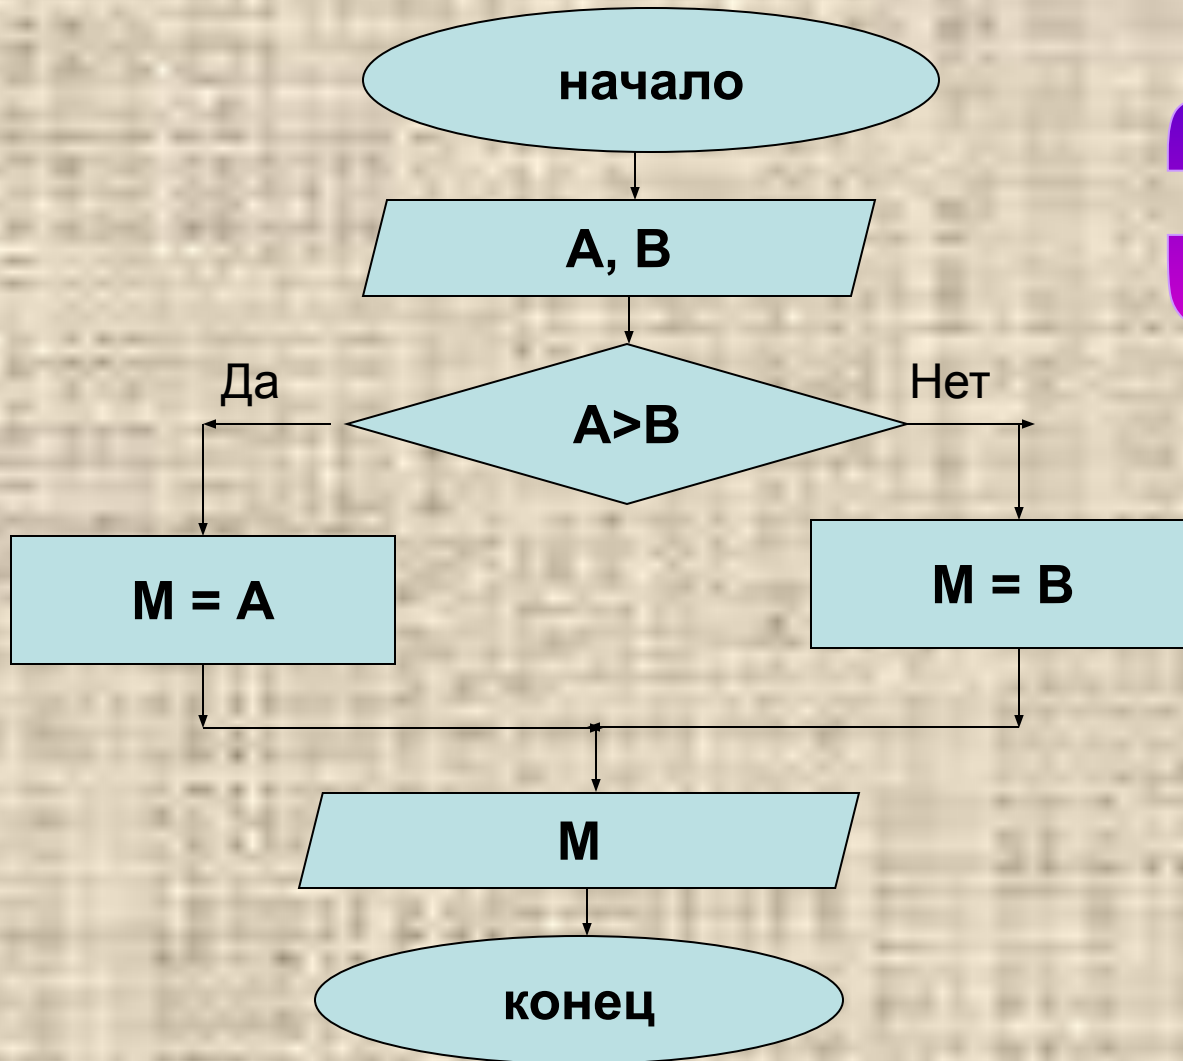 начало
А, В
Да
А>В
Нет
М = А
М = В
М
конец